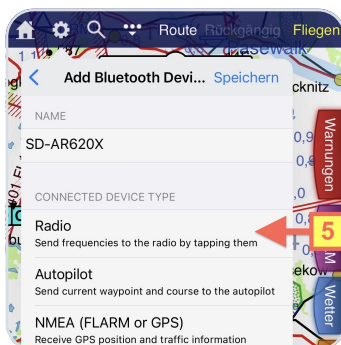 Route Rückgängig Fliegen
Add Bluetooth Devi... Speichern
NAME
SD-AR620X
CONNECTED DEVICE TYPE
Radio
Send frequencies to the radio by tapping them
5
Autopilot
Send current waypoint and course to the autopilot
NMEA (FLARM or GPS)
Receive GPS position and traffic information
Warnungen
M
Wetter
cknitz